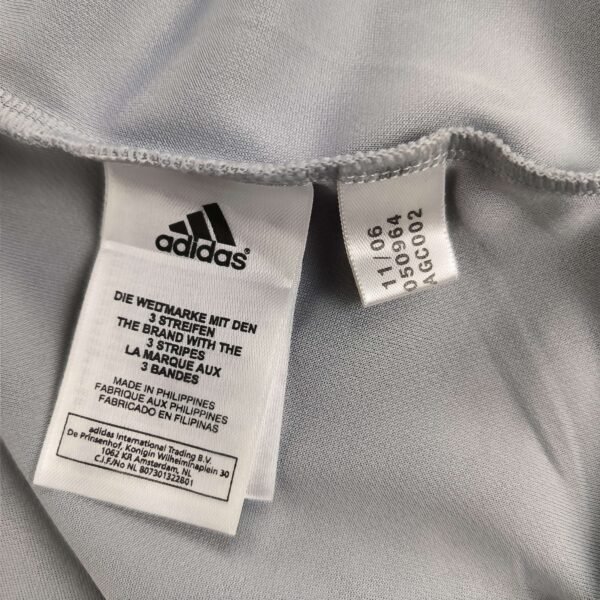 adidas
DIE WELTMARKE MIT DEN
3 STREIFEN
THE BRAND WITH THE
3 STRIPES
LA MARQUE AUX
3 BANDES
MADE IN PHILIPPINES
FABRIQUE AUX PHILIPPINES
FABRICADO EN FILIPINAS
adidas International Trading B.V.
De Prinsenhof, Konigin Wilhelminaplein 30
1062 KR Amsterdam, NL
C.I.F./No NL 807301322B01
11/06
050964
AGC002